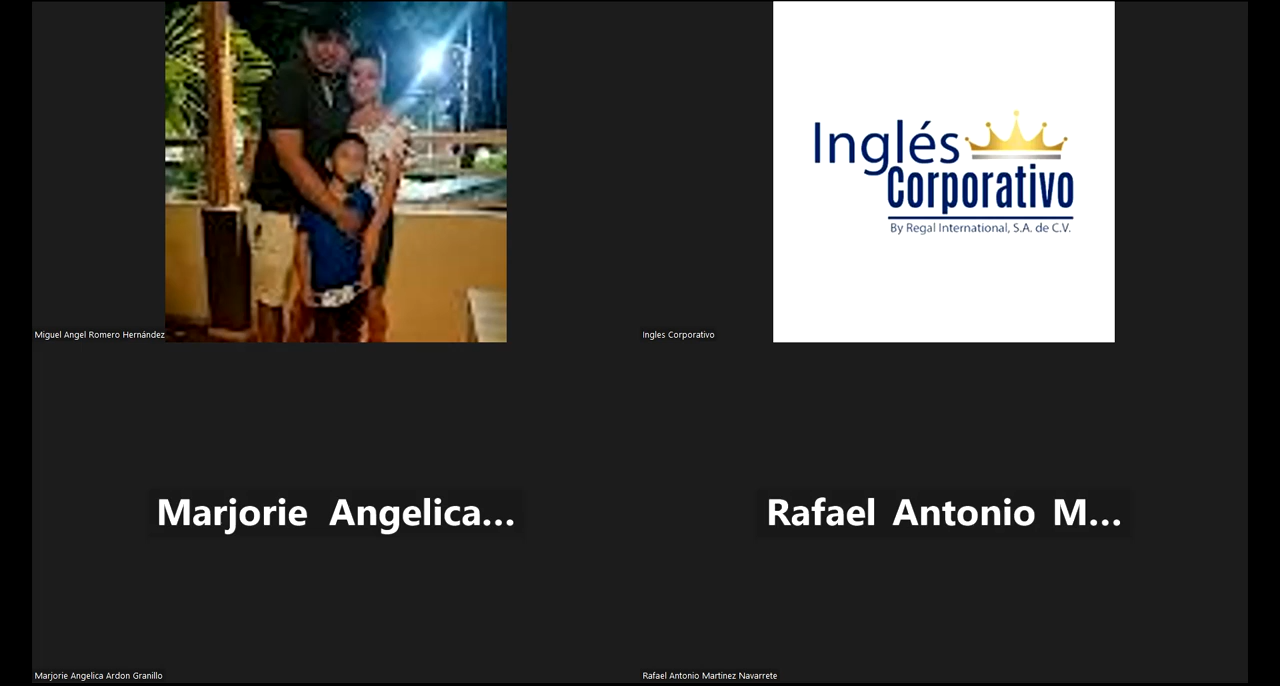 Inglés
Corporativo
By Regal International, S.A. de C.V.
Miguel Angel Romero Hernández
Ingles Corporativo
Marjorie Angelica...
Rafael Antonio M...
Marjorie Angelica Ardon Granillo
Rafael Antonio Martinez Navarrete